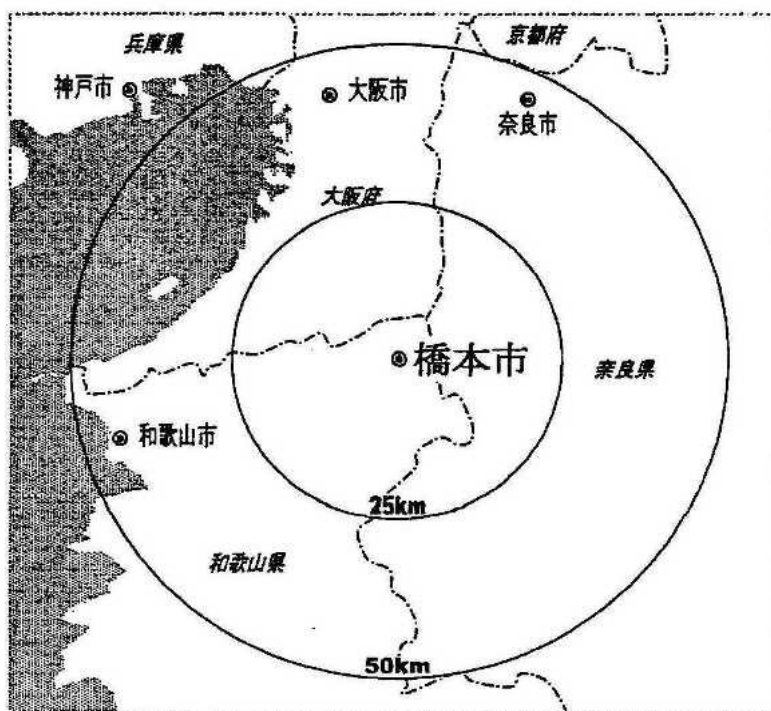 兵庫県
京都府
神戸市
大阪市
奈良市
大阪府
橋本市
奈良県
和歌山市
25km
和歌山県
50km